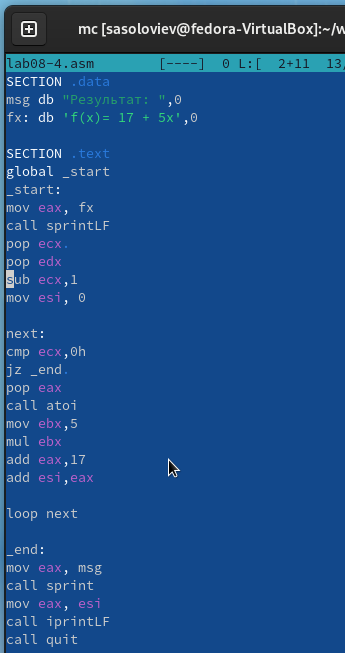 mc [sasoloviev@fedora-VirtualBox]:~/w
lab08-4.asm [----] 0 L:[ 2+11 13/
SECTION .data
msg db "Результат: ",0
fx: db 'f(x)= 17 + 5x',0
SECTION .text
global _start
_start:
mov eax, fx
call sprintLF
pop ecx
pop edx
sub ecx,1
mov esi, 0
next:
cmp ecx,0h
jz _end
pop eax
call atoi
mov ebx,5
mul ebx
add eax,17
add esi,eax
loop next
_end:
mov eax, msg
call sprint
mov eax, esi
call iprintLF
call quit